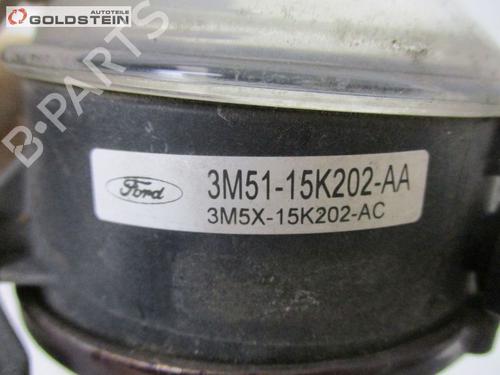 AUTOTEILE
GOLDSTEIN
B-PARTS
Ford
3M51-15K202-AA
3M5X-15K202-AC